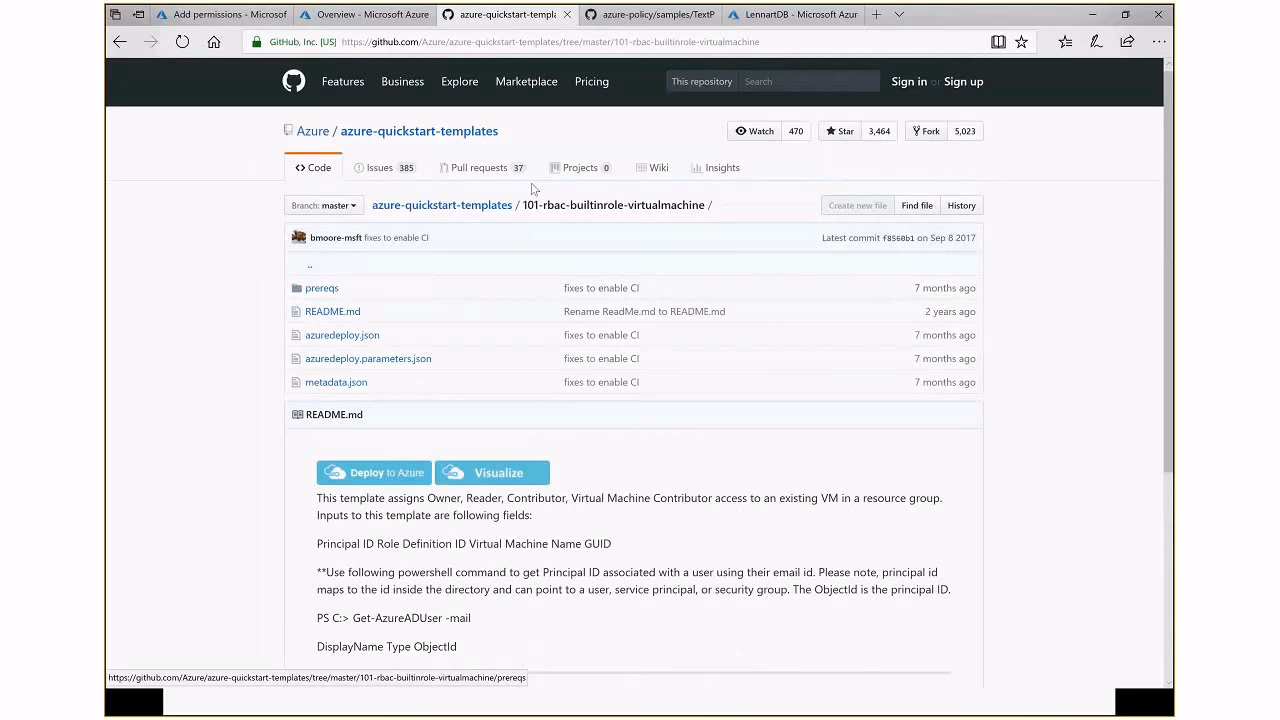 Add permissions - Microsof
Overview - Microsoft Azure
azure-quickstart-templa
azure-policy/samples/TextP
LennartDB - Microsoft Azur
GitHub, Inc. [US] https://github.com/Azure/azure-quickstart-templates/tree/master/101-rbac-builtinrole-virtualmachine
Features Business Explore Marketplace Pricing This repository Search Sign in or Sign up
Azure / azure-quickstart-templates Watch 470 Star 3,464 Fork 5,023
Code Issues 385 Pull requests 37 Projects 0 Wiki Insights
Branch: master azure-quickstart-templates / 101-rbac-builtinrole-virtualmachine / Create new file Find file History
bmoore-msft fixes to enable CI Latest commit f8560b1 on Sep 8 2017
..
prereqs fixes to enable CI 7 months ago
README.md Rename ReadMe.md to README.md 2 years ago
azuredeploy.json fixes to enable CI 7 months ago
azuredeploy.parameters.json fixes to enable CI 7 months ago
metadata.json fixes to enable CI 7 months ago
README.md
Deploy to Azure Visualize
This template assigns Owner, Reader, Contributor, Virtual Machine Contributor access to an existing VM in a resource group.
Inputs to this template are following fields:
Principal ID Role Definition ID Virtual Machine Name GUID
**Use following powershell command to get Principal ID associated with a user using their email id. Please note, principal id
maps to the id inside the directory and can point to a user, service principal, or security group. The ObjectId is the principal ID.
PS C:> Get-AzureADUser -mail
DisplayName Type ObjectId
https://github.com/Azure/azure-quickstart-templates/tree/master/101-rbac-builtinrole-virtualmachine/prereqs